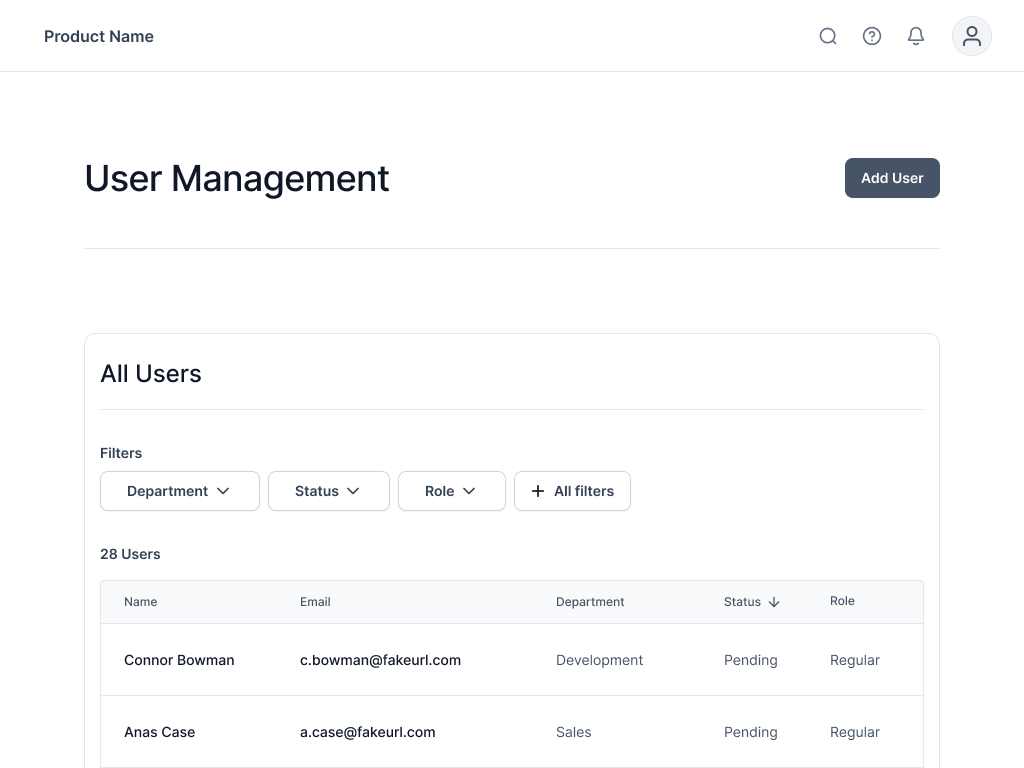 Product Name
User Management
Add User
All Users
Filters
Department Status Role All filters
28 Users
Name Email Department Status Role
Connor Bowman c.bowman@fakeurl.com Development Pending Regular
Anas Case a.case@fakeurl.com Sales Pending Regular